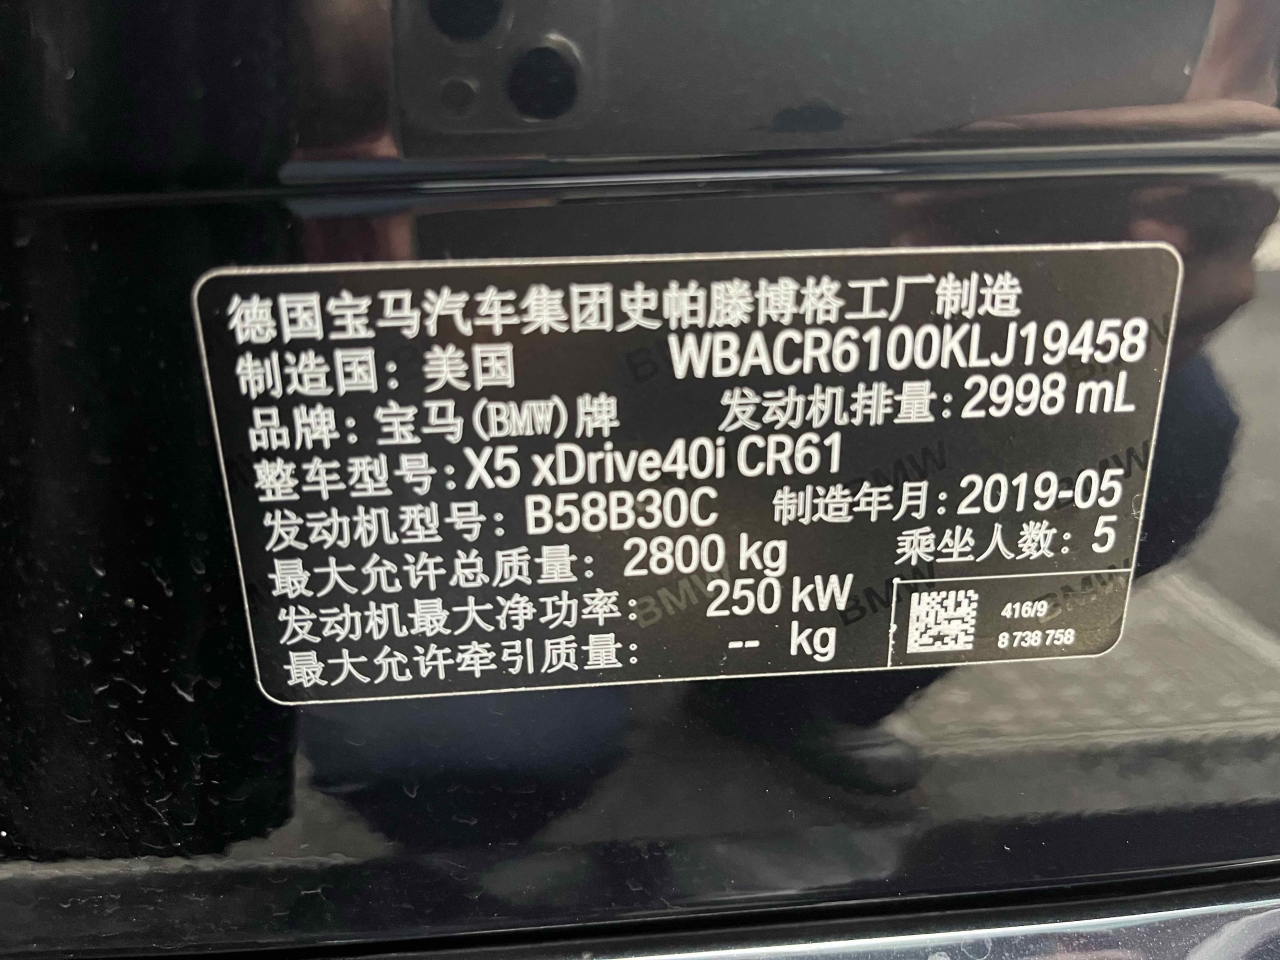 德国宝马汽车集团史帕滕博格工厂制造
制造国：美国 WBACR6100KLJ19458
品牌：宝马(BMW)牌 发动机排量：2998 mL
整车型号：X5 xDrive40i CR61
发动机型号：B58B30C 制造年月：2019-05
最大允许总质量：2800 kg 乘坐人数：5
发动机最大净功率：250 kW
最大允许牵引质量：-- kg
416/9
8 738 758